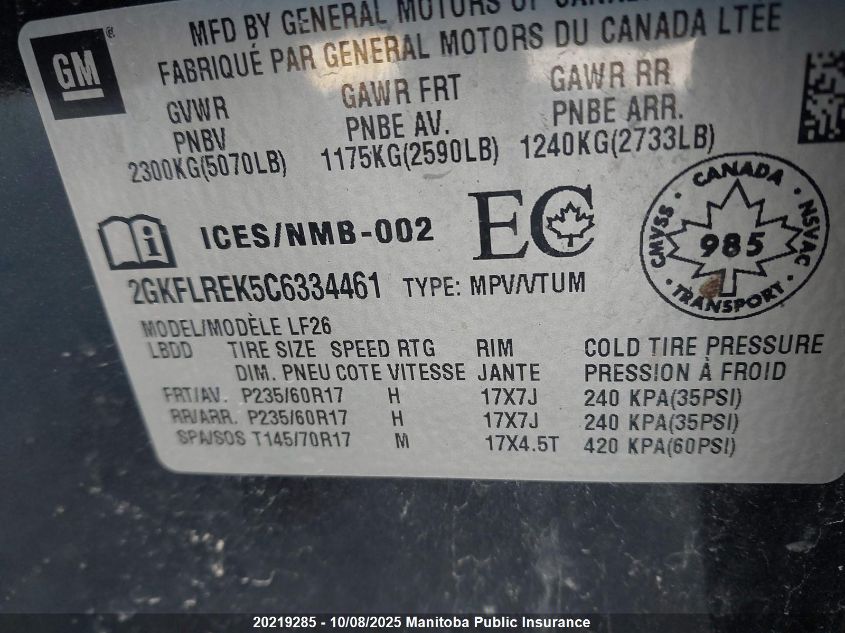 MFD BY GENERAL MOTORS OF CANADA
FABRIQUÉ PAR GENERAL MOTORS DU CANADA LTÉE
GM
GVWR GAWR FRT GAWR RR
PNBV PNBE AV. PNBE ARR.
2300KG(5070LB) 1175KG(2590LB) 1240KG(2733LB)
ICES/NMB-002 EC
CANADA
CMVSS 985 NSVAC
TRANSPORT
2GKFLREK5C6334461 TYPE: MPV/VTUM
MODEL/MODÈLE LF26
LBDD TIRE SIZE SPEED RTG RIM COLD TIRE PRESSURE
DIM. PNEU COTE VITESSE JANTE PRESSION À FROID
FRT/AV. P235/60R17 H 17X7J 240 KPA(35PSI)
RR/ARR. P235/60R17 H 17X7J 240 KPA(35PSI)
SPA/SOS T145/70R17 M 17X4.5T 420 KPA(60PSI)
20219285 - 10/08/2025 Manitoba Public Insurance